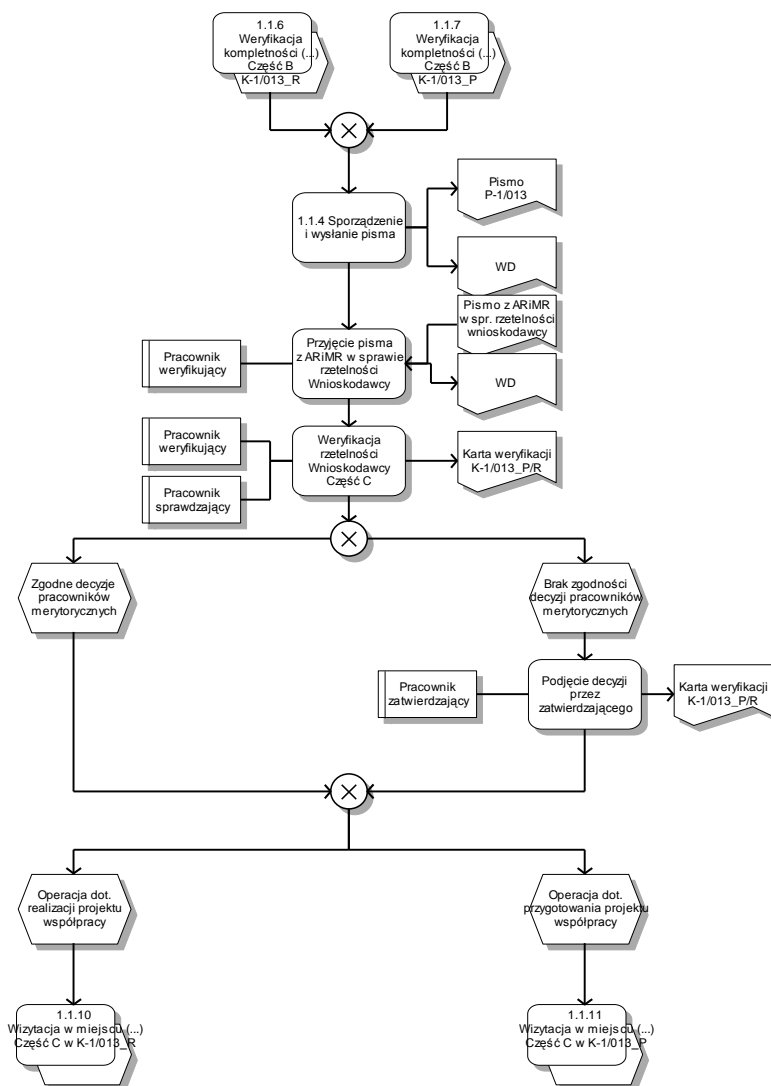 1.1.6
Weryfikacja
kompletności (...)
Część B
K-1/013_R
1.1.7
Weryfikacja
kompletności (...)
Część B
K-1/013_P
1.1.4 Sporządzenie
i wysłanie pisma
Pismo
P-1/013
WD
Pismo z ARiMR
w spr. rzetelności
wnioskodawcy
Pracownik
weryfikujący
Przyjęcie pisma
z ARiMR w sprawie
rzetelności
Wnioskodawcy
WD
Pracownik
weryfikujący
Pracownik
sprawdzający
Weryfikacja
rzetelności
Wnioskodawcy
Część C
Karta weryfikacji
K-1/013_P/R
Zgodne decyzje
pracowników
merytorycznych
Brak zgodności
decyzji pracowników
merytorycznych
Pracownik
zatwierdzający
Podjęcie decyzji
przez
zatwierdzającego
Karta weryfikacji
K-1/013_P/R
Operacja dot.
realizacji projektu
współpracy
Operacja dot.
przygotowania projektu
współpracy
1.1.10
Wizytacja w miejscu (...)
Część C w K-1/013_R
1.1.11
Wizytacja w miejscu (...)
Część C w K-1/013_P